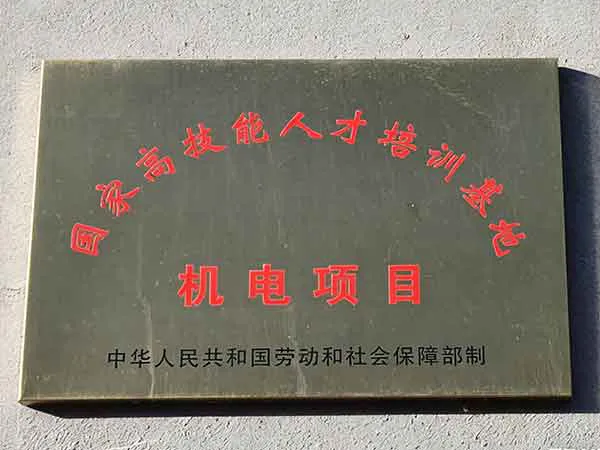 国家高技能人才培训基地
机电项目
中华人民共和国劳动和社会保障部制